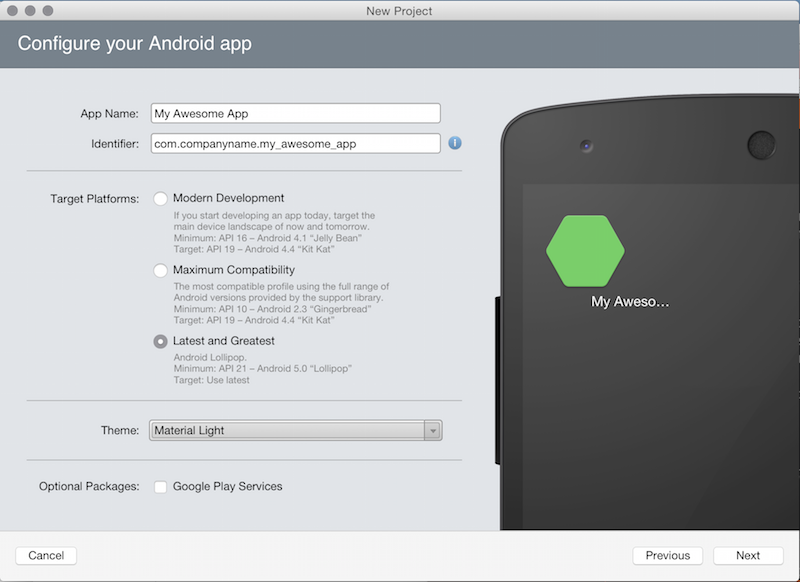 New Project
Configure your Android app
App Name: My Awesome App
Identifier: com.companyname.my_awesome_app
i
Target Platforms: Modern Development
If you start developing an app today, target the
main device landscape of now and tomorrow.
Minimum: API 16 – Android 4.1 “Jelly Bean”
Target: API 19 – Android 4.4 “Kit Kat”
Maximum Compatibility
The most compatible profile using the full range of
Android versions provided by the support library.
Minimum: API 10 – Android 2.3 “Gingerbread”
Target: API 19 – Android 4.4 “Kit Kat”
Latest and Greatest
Android Lollipop.
Minimum: API 21 – Android 5.0 “Lollipop”
Target: Use latest
Theme: Material Light
Optional Packages: Google Play Services
My Aweso...
Cancel
Previous
Next